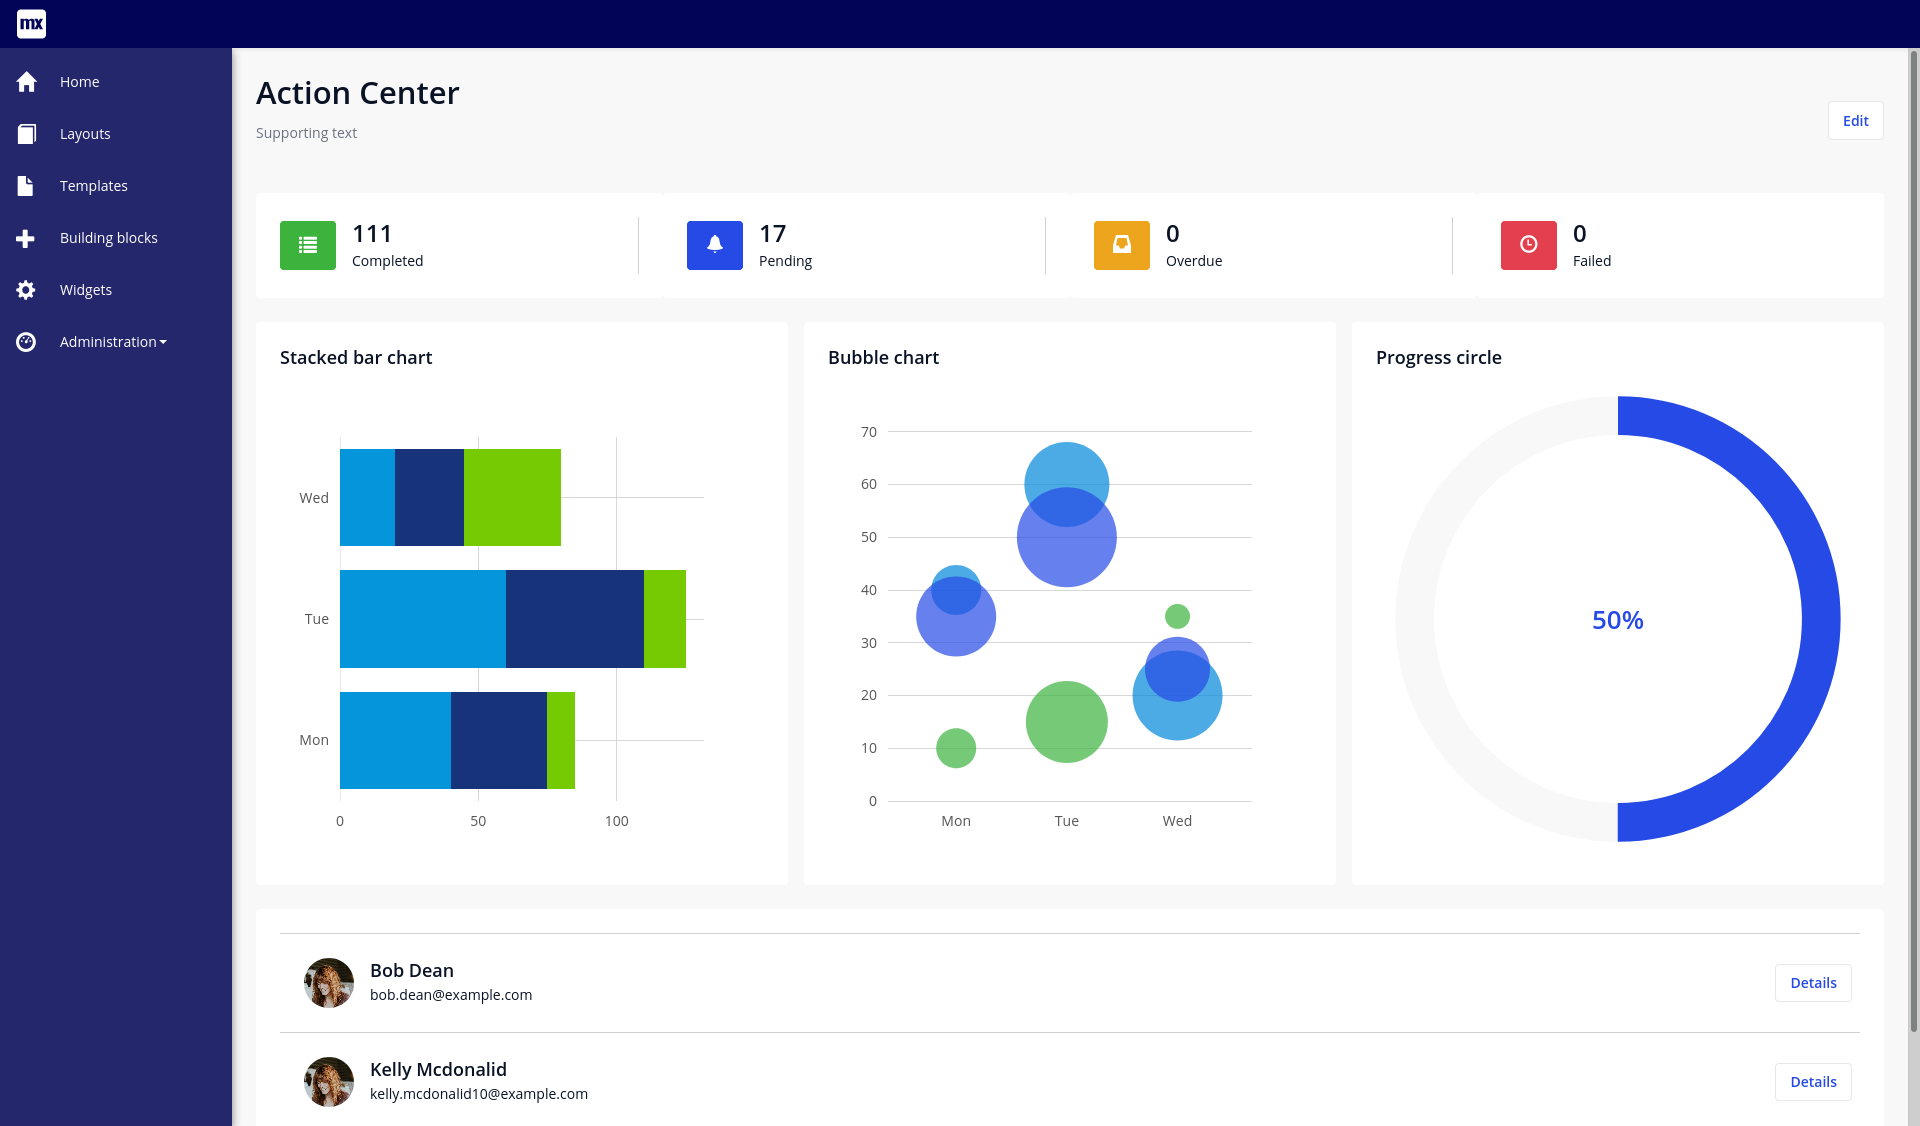 mx
Home
Layouts
Templates
Building blocks
Widgets
Administration
Action Center
Supporting text
Edit
111
Completed
17
Pending
0
Overdue
0
Failed
Stacked bar chart
Wed
Tue
Mon
0 50 100
Bubble chart
70
60
50
40
30
20
10
0
Mon Tue Wed
Progress circle
50%
Bob Dean
bob.dean@example.com
Details
Kelly Mcdonalid
kelly.mcdonalid10@example.com
Details